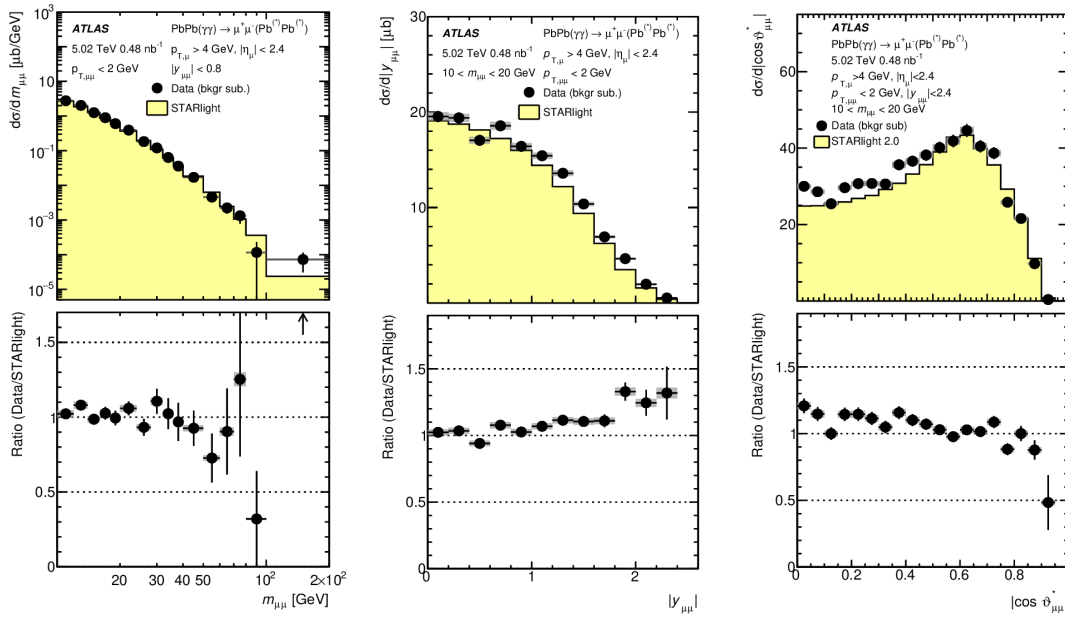 dσ/dm_μμ [μb/GeV]
10⁴
10³
10
10⁻¹
10⁻³
10⁻⁵
ATLAS PbPb(γγ) → μ⁺μ⁻(Pb⁽*⁾Pb⁽*⁾)
5.02 TeV 0.48 nb⁻¹ p_T,μ > 4 GeV, |η_μ| < 2.4
p_T,μμ < 2 GeV |y_μμ| < 0.8
Data (bkgr sub.)
STARlight
Ratio (Data/STARlight)
1.5
1
0.5
0
20 30 40 50 10² 2×10²
m_μμ [GeV]
dσ/d|y_μμ| [μb]
30
20
10
ATLAS PbPb(γγ) → μ⁺μ⁻(Pb⁽*⁾Pb⁽*⁾)
5.02 TeV 0.48 nb⁻¹ p_T,μ > 4 GeV, |η_μ| < 2.4
10 < m_μμ < 20 GeV p_T,μμ < 2 GeV
Data (bkgr sub.)
STARlight
Ratio (Data/STARlight)
1.5
1
0.5
0
0 1 2
|y_μμ|
dσ/d|cos ϑ*_μμ|
60
40
20
ATLAS
PbPb(γγ) → μ⁺μ⁻(Pb⁽*⁾Pb⁽*⁾)
5.02 TeV 0.48 nb⁻¹
p_T,μ >4 GeV, |η_μ|<2.4
p_T,μμ < 2 GeV, |y_μμ|<2.4
10 < m_μμ < 20 GeV
Data (bkgr sub)
STARlight 2.0
Ratio (Data/STARlight)
1.5
1
0.5
0
0 0.2 0.4 0.6 0.8
|cos ϑ*_μμ